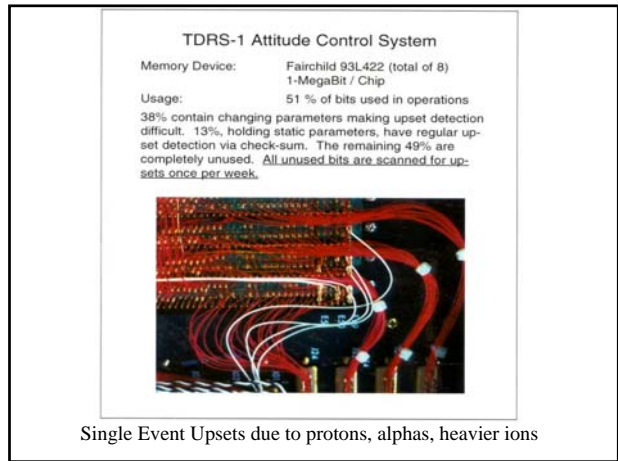 TDRS-1 Attitude Control System
Memory Device: Fairchild 93L422 (total of 8)
1-MegaBit / Chip
Usage: 51 % of bits used in operations
38% contain changing parameters making upset detection
difficult. 13%, holding static parameters, have regular up-
set detection via check-sum. The remaining 49% are
completely unused. All unused bits are scanned for up-
sets once per week.
J24
Single Event Upsets due to protons, alphas, heavier ions